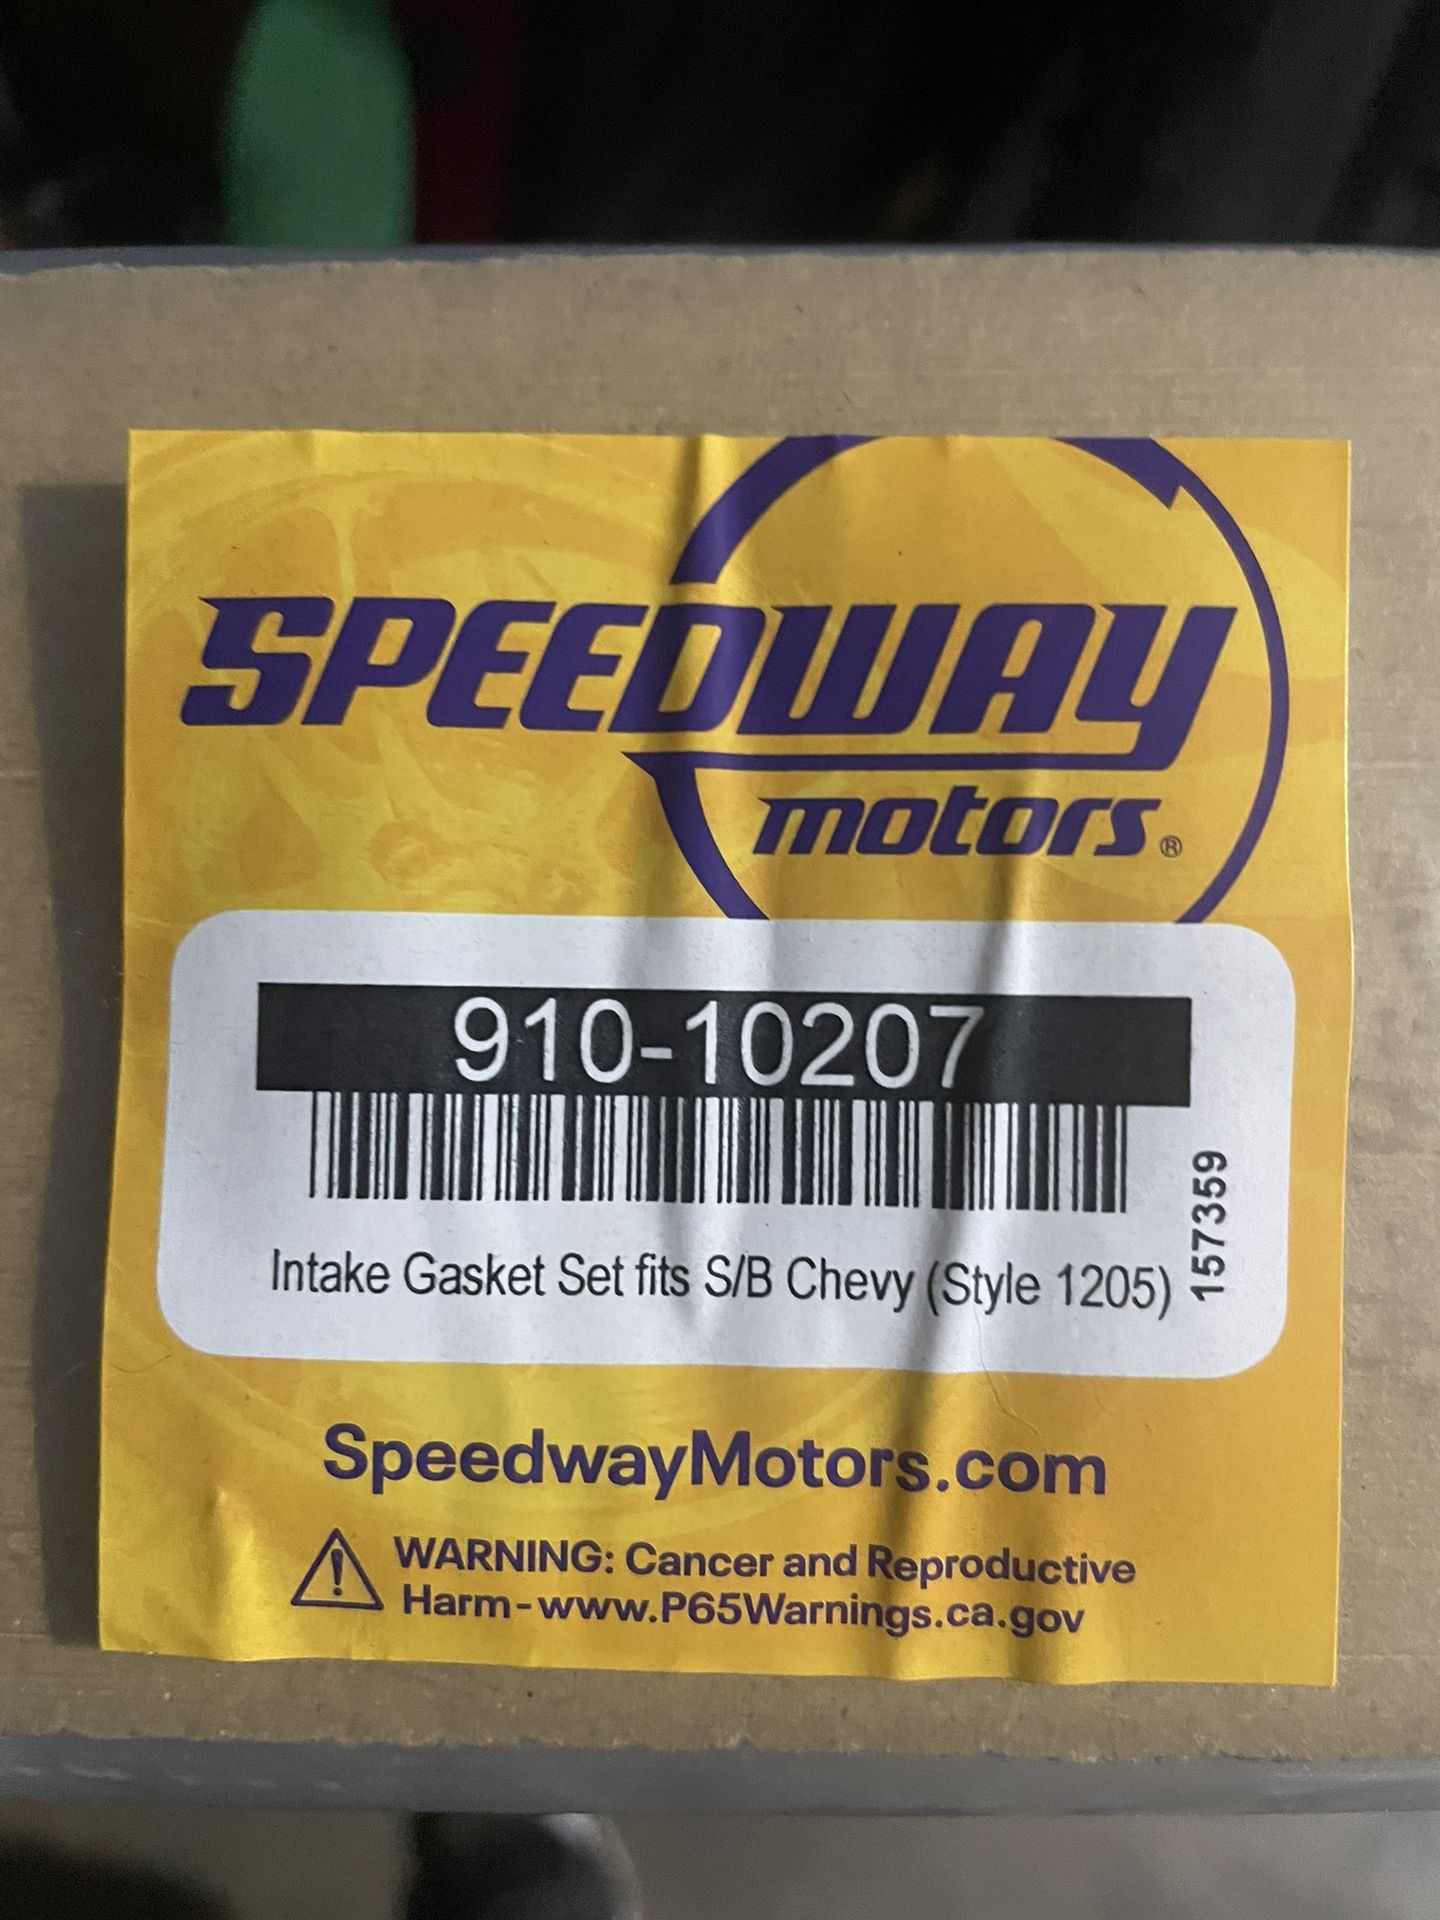 SPEEDWAY
motors®
910-10207
157359
Intake Gasket Set fits S/B Chevy (Style 1205)
SpeedwayMotors.com
WARNING: Cancer and Reproductive
Harm-www.P65Warnings.ca.gov